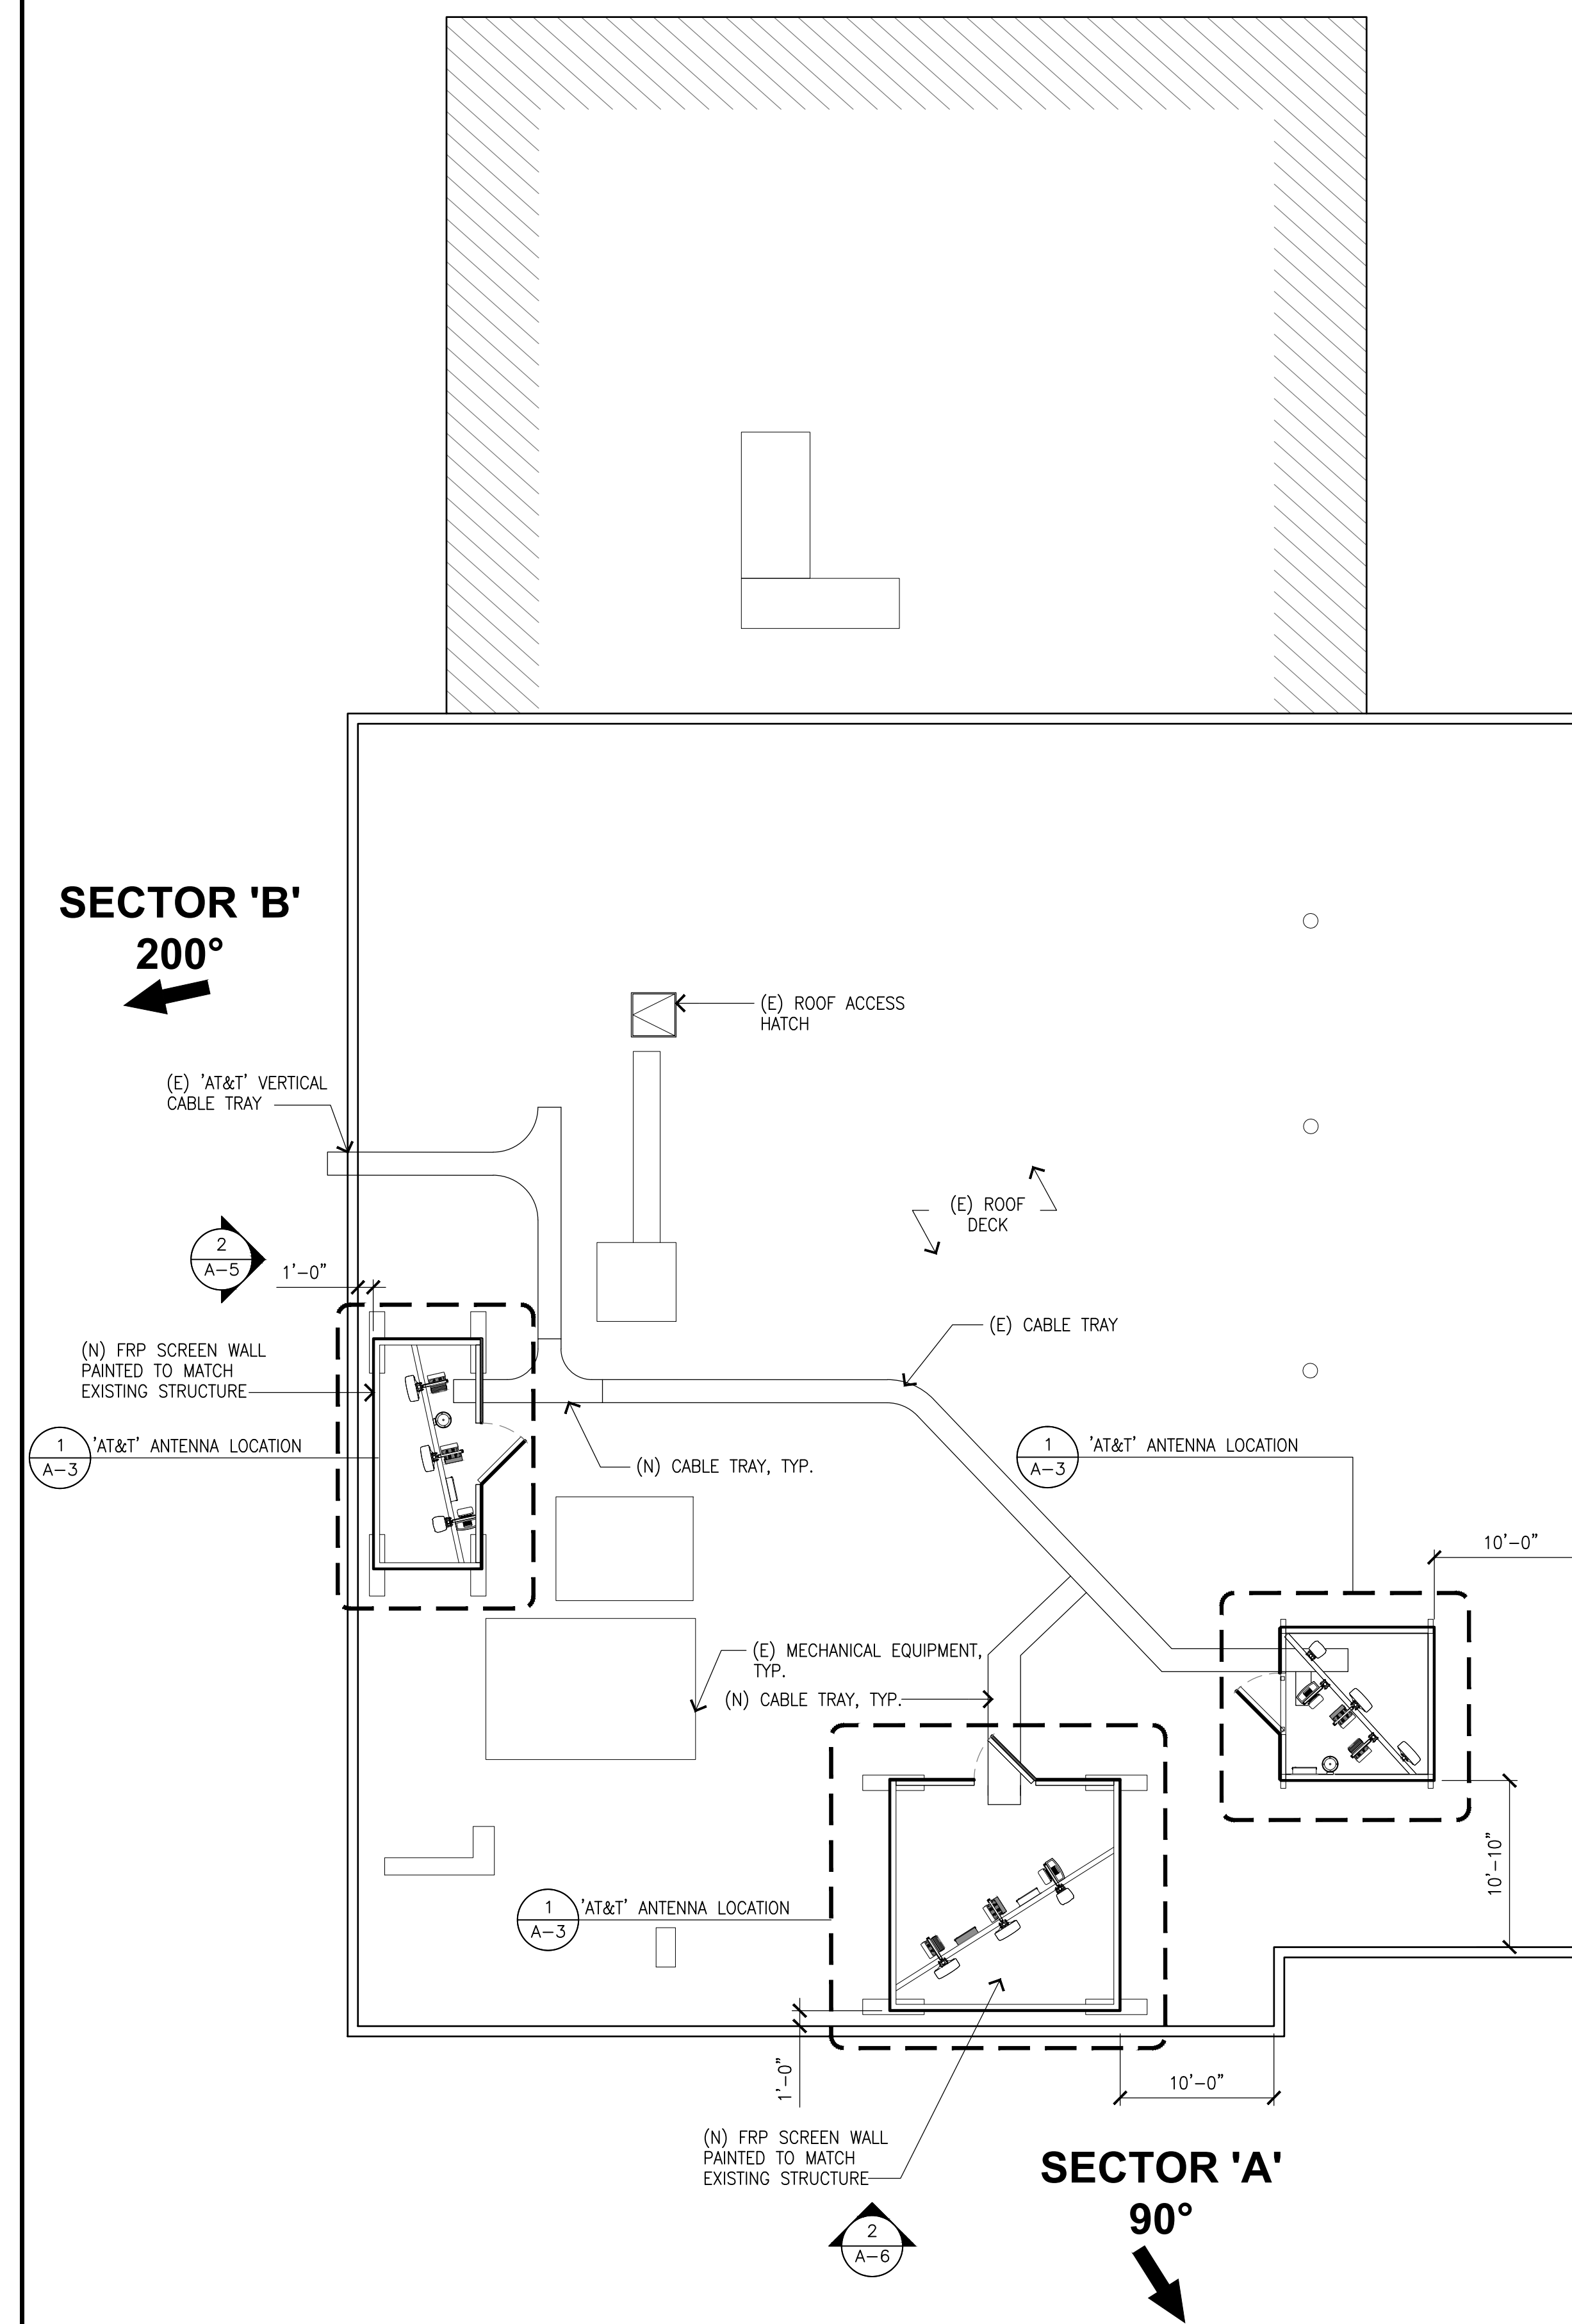 SECTOR 'B'
200°
(E) ROOF ACCESS
HATCH
(E) 'AT&T' VERTICAL
CABLE TRAY
(E) ROOF
DECK
2
A-5
1'-0"
(E) CABLE TRAY
(N) FRP SCREEN WALL
PAINTED TO MATCH
EXISTING STRUCTURE
1
A-3
'AT&T' ANTENNA LOCATION
(N) CABLE TRAY, TYP.
1
A-3
'AT&T' ANTENNA LOCATION
10'-0"
(E) MECHANICAL EQUIPMENT,
TYP.
(N) CABLE TRAY, TYP.
10'-10"
1
A-3
'AT&T' ANTENNA LOCATION
1'-0"
10'-0"
(N) FRP SCREEN WALL
PAINTED TO MATCH
EXISTING STRUCTURE
SECTOR 'A'
90°
2
A-6